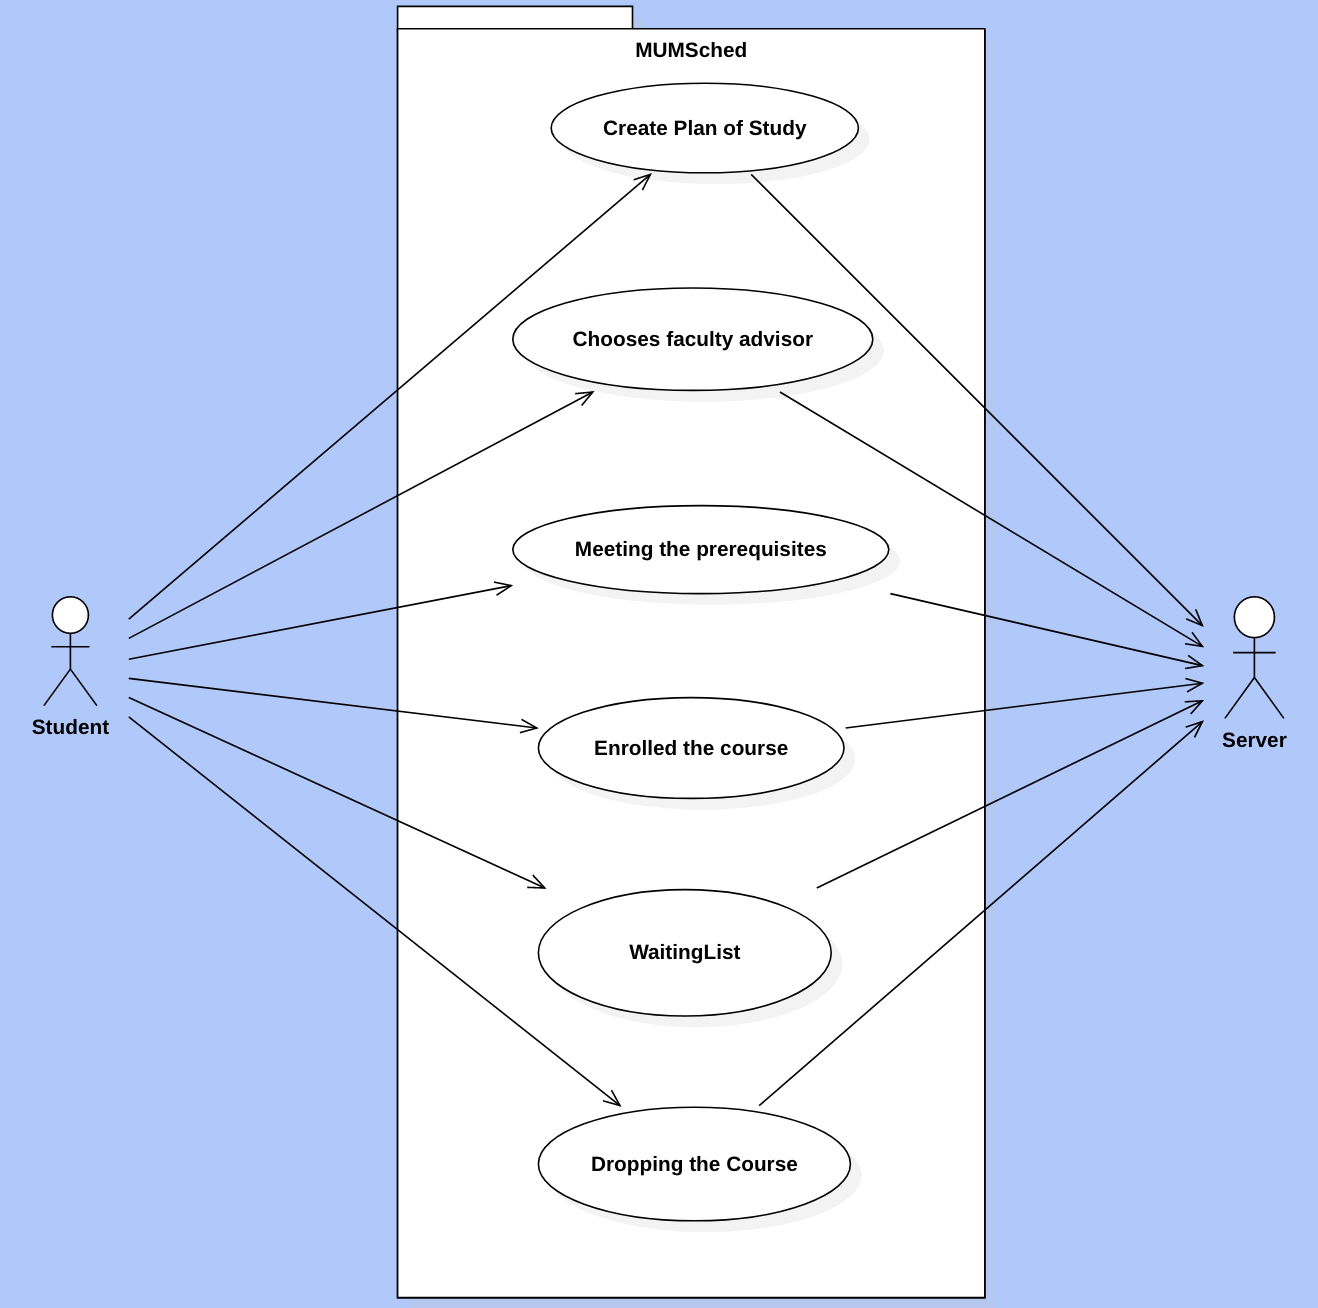 MUMSched
Create Plan of Study
Chooses faculty advisor
Meeting the prerequisites
Student
Server
Enrolled the course
WaitingList
Dropping the Course